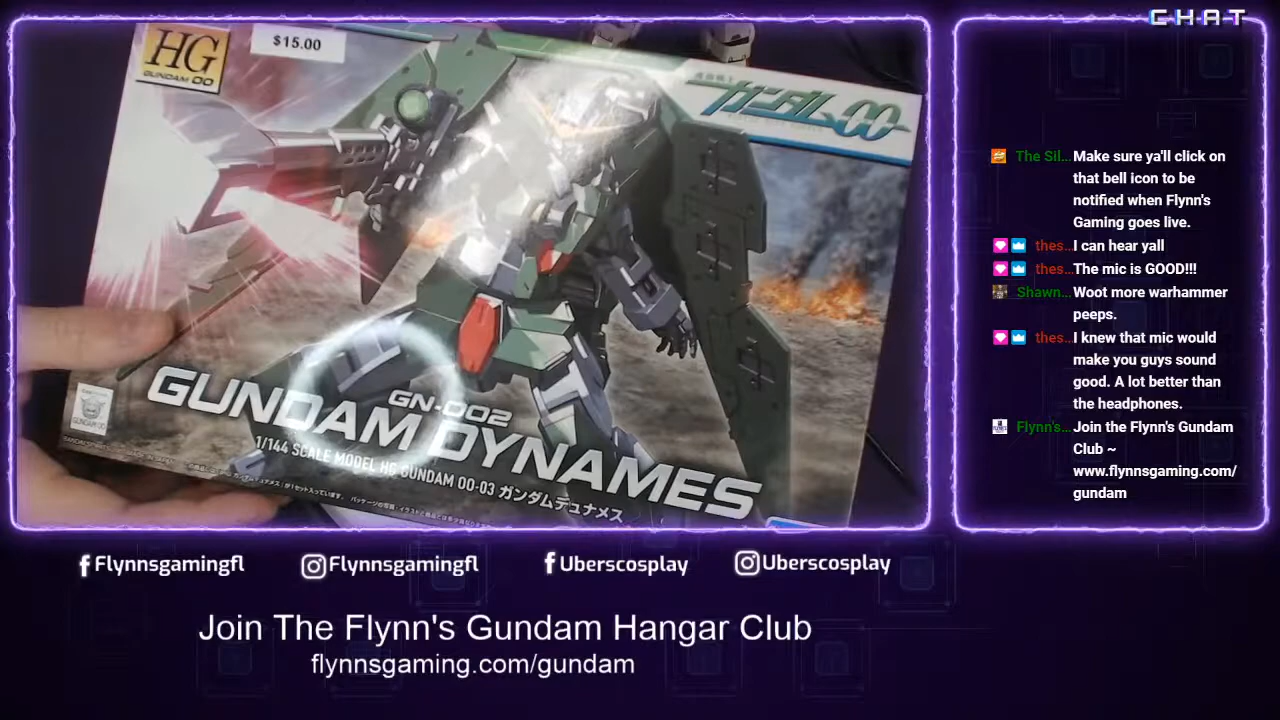 CHAT
HG
GUNDAM 00
$15.00
ガンダム00
GN-002
GUNDAM DYNAMES
1/144 SCALE MODEL HG GUNDAM 00-03 ガンダムデュナメス
GUNDAM 00
The Sil... Make sure ya'll click on
that bell icon to be
notified when Flynn's
Gaming goes live.
thes... I can hear yall
thes... The mic is GOOD!!!
Shawn... Woot more warhammer
peeps.
thes... I knew that mic would
make you guys sound
good. A lot better than
the headphones.
Flynn's... Join the Flynn's Gundam
Club ~
www.flynnsgaming.com/
gundam
Flynnsgamingfl
Flynnsgamingfl
Uberscosplay
Uberscosplay
Join The Flynn's Gundam Hangar Club
flynnsgaming.com/gundam